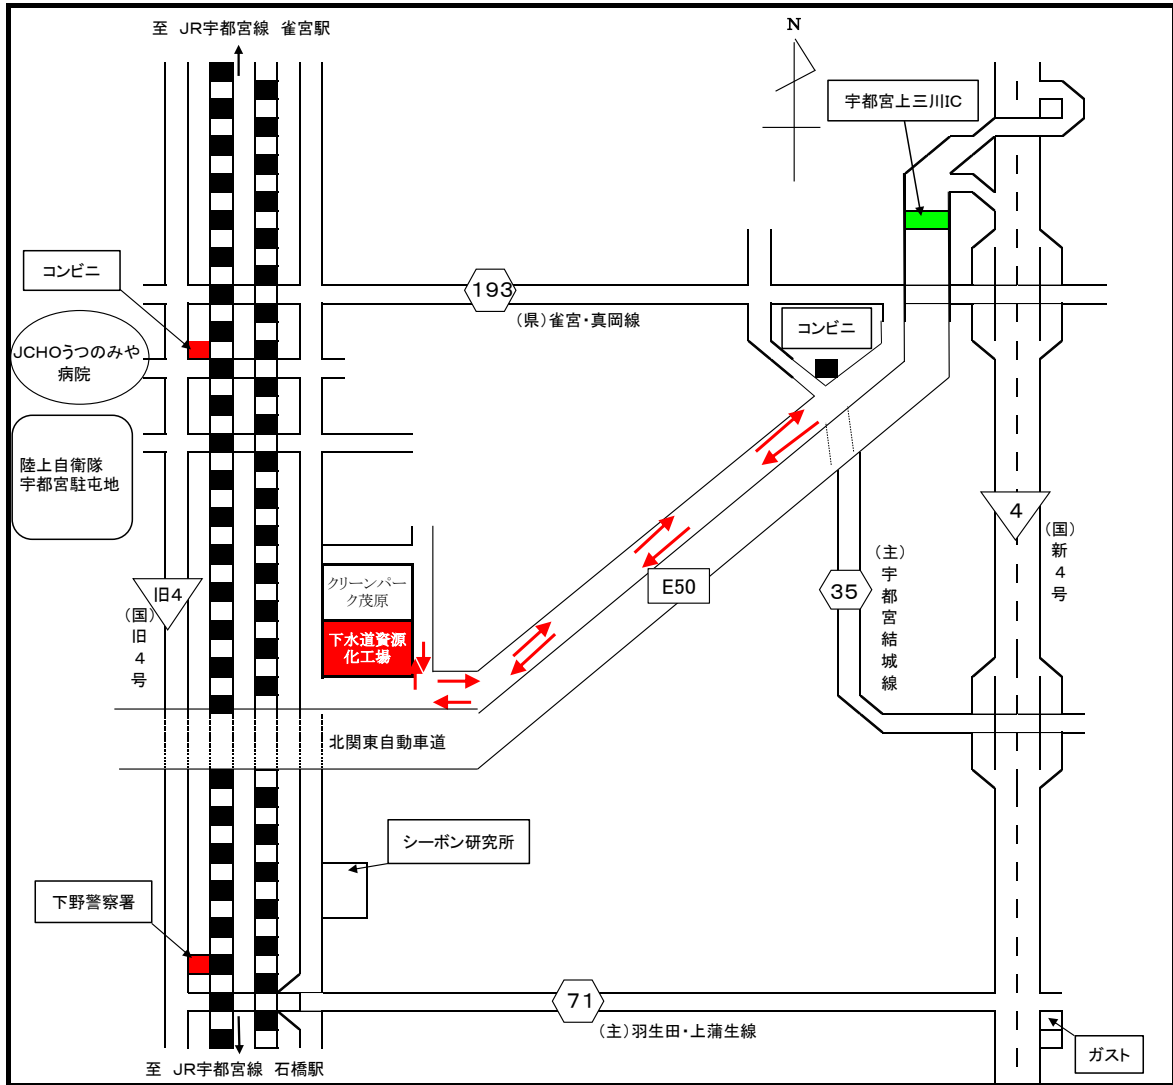 至 JR宇都宮線 雀宮駅
N
宇都宮上三川IC
コンビニ
193
(県)雀宮・真岡線
コンビニ
JCHOうつのみや
病院
陸上自衛隊
宇都宮駐屯地
4
(国)新4号
旧4
(国)旧4号
クリーンパー
ク茂原
下水道資源
化工場
E50
35
(主)宇都宮結城線
北関東自動車道
シーボン研究所
下野警察署
71
(主)羽生田・上蒲生線
ガスト
至 JR宇都宮線 石橋駅